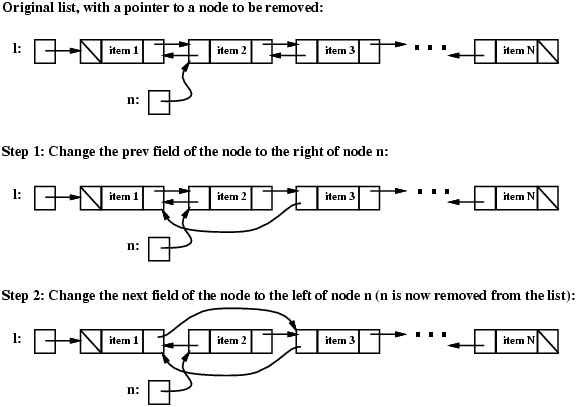 Original list, with a pointer to a node to be removed:
l: item 1 item 2 item 3 item N
n:
Step 1: Change the prev field of the node to the right of node n:
l: item 1 item 2 item 3 item N
n:
Step 2: Change the next field of the node to the left of node n (n is now removed from the list):
l: item 1 item 2 item 3 item N
n: